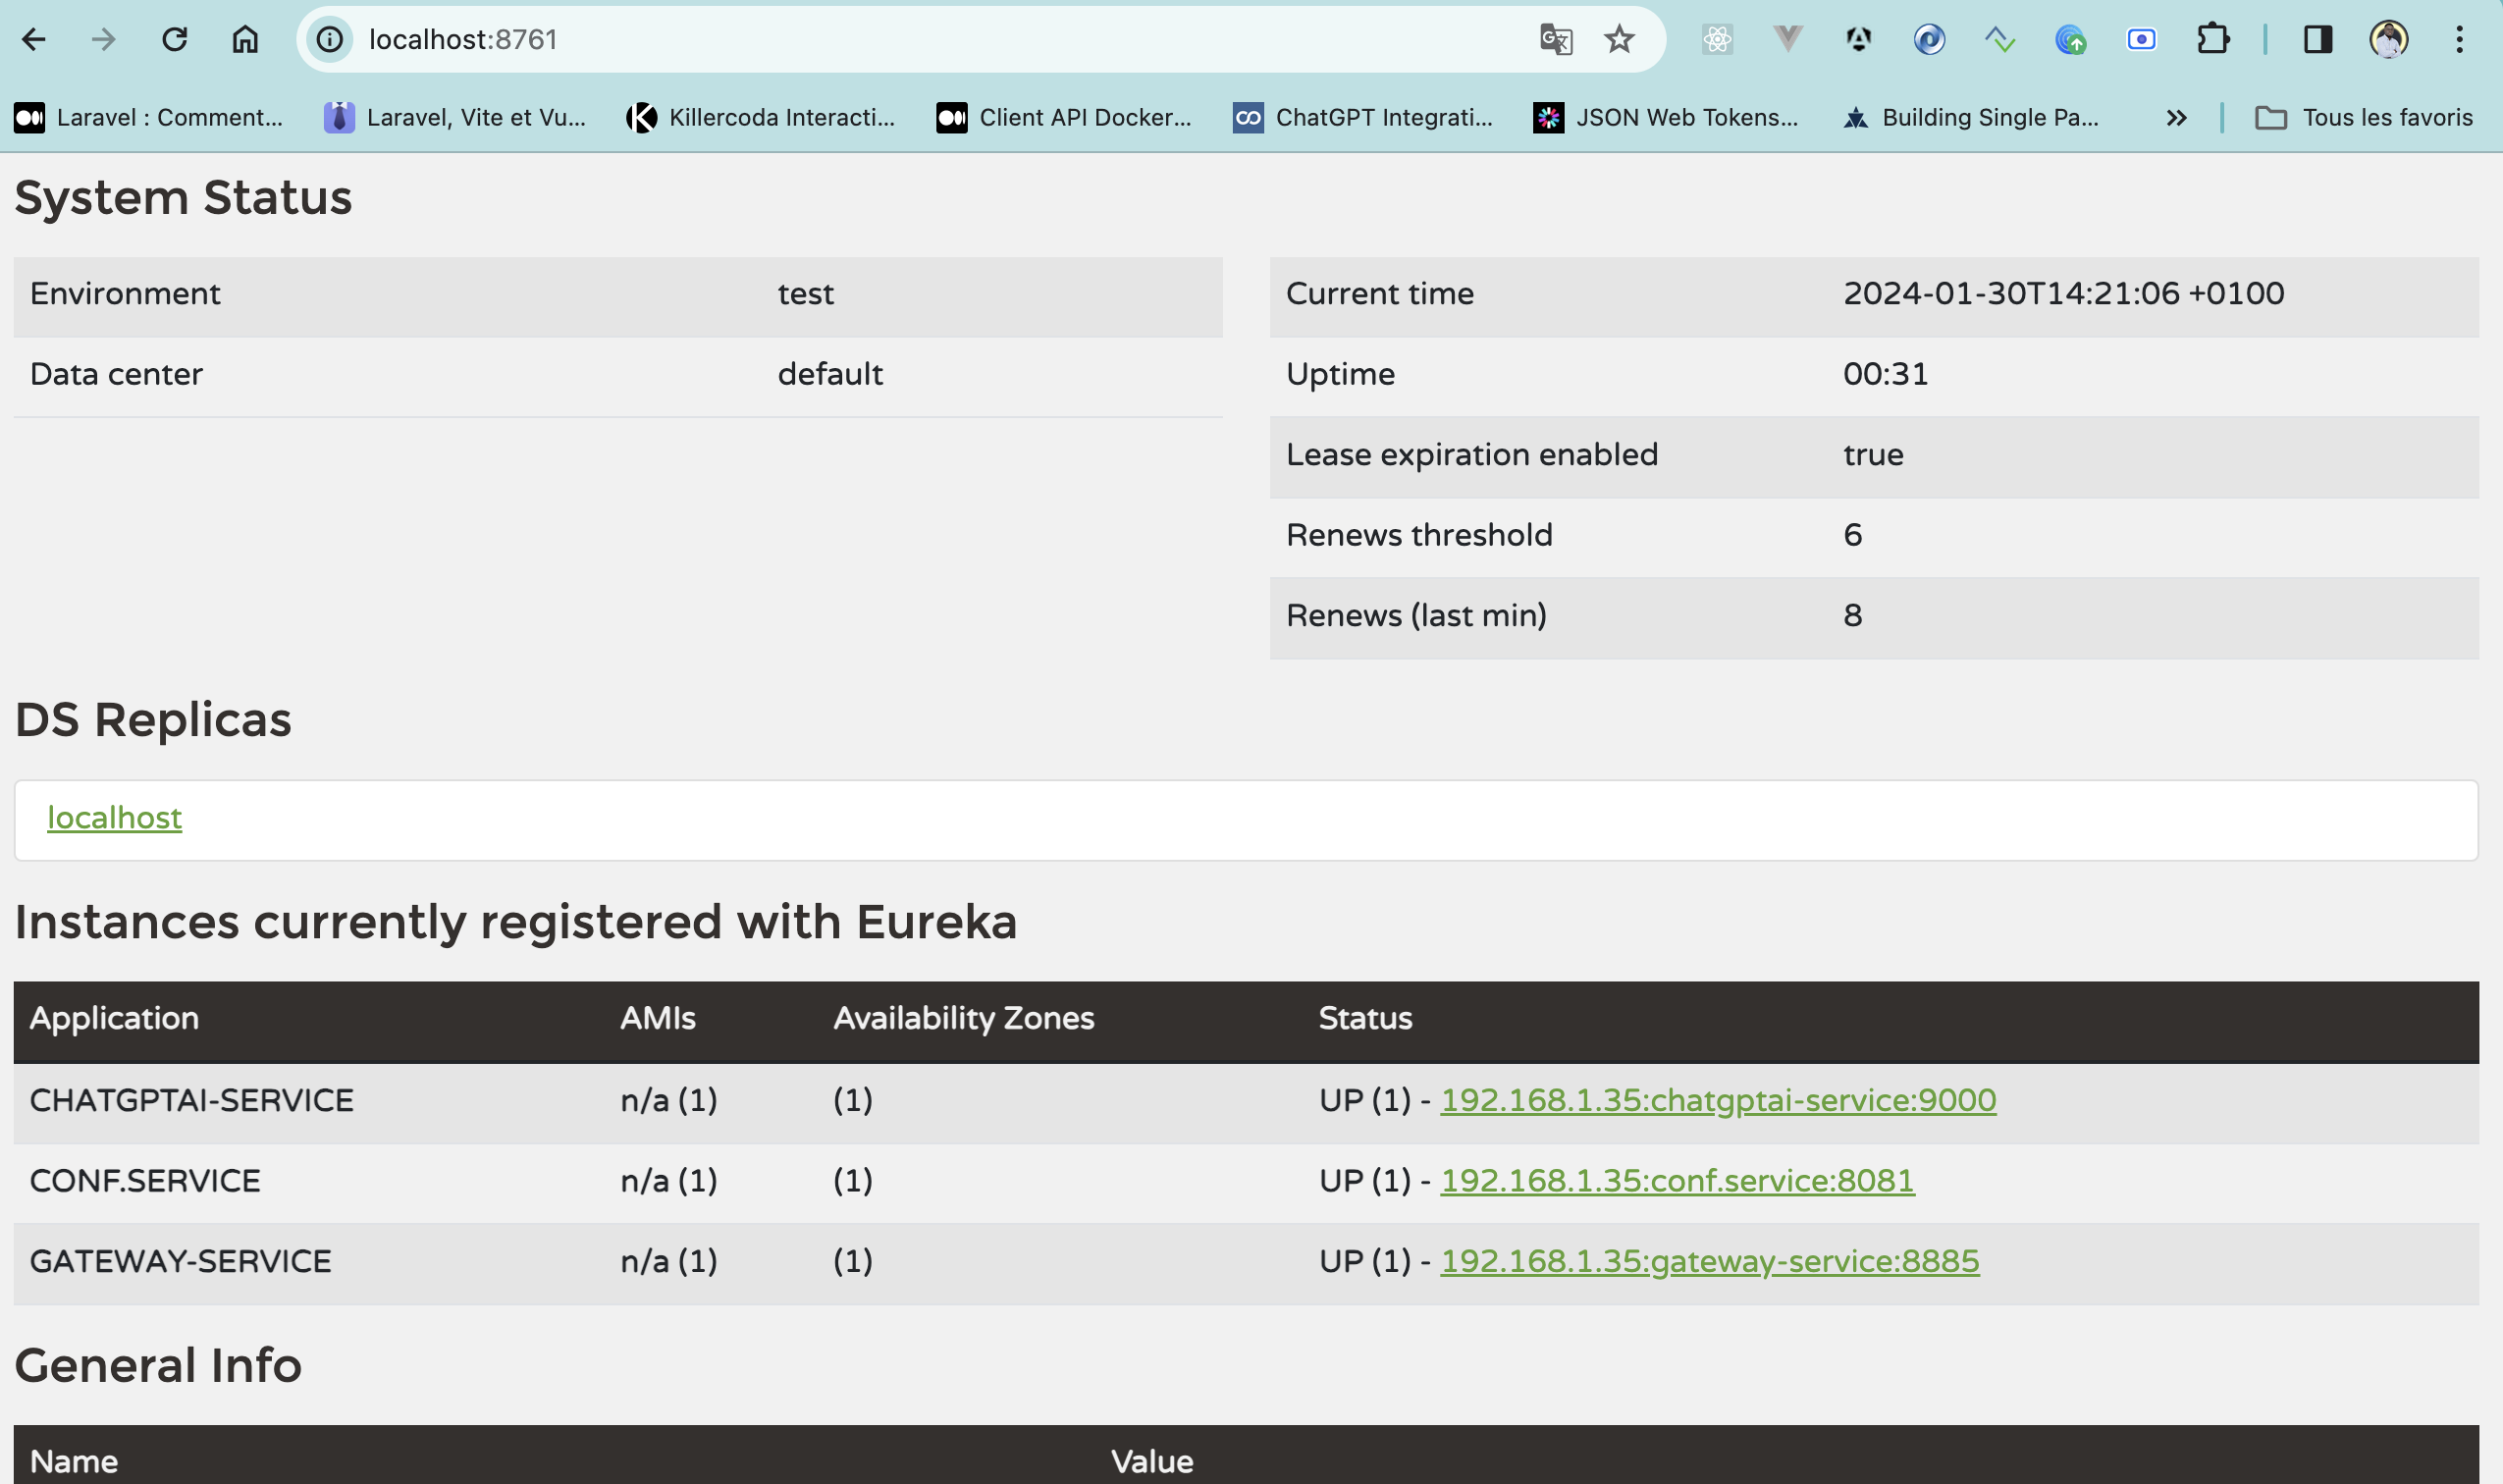 localhost:8761
Laravel : Comment...
Laravel, Vite et Vu...
Killercoda Interacti...
Client API Docker...
ChatGPT Integrati...
JSON Web Tokens...
Building Single Pa...
Tous les favoris
System Status
Environment test
Data center default
Current time 2024-01-30T14:21:06 +0100
Uptime 00:31
Lease expiration enabled true
Renews threshold 6
Renews (last min) 8
DS Replicas
localhost
Instances currently registered with Eureka
Application AMIs Availability Zones Status
CHATGPTAI-SERVICE n/a (1) (1) UP (1) - 192.168.1.35:chatgptai-service:9000
CONF.SERVICE n/a (1) (1) UP (1) - 192.168.1.35:conf.service:8081
GATEWAY-SERVICE n/a (1) (1) UP (1) - 192.168.1.35:gateway-service:8885
General Info
Name Value